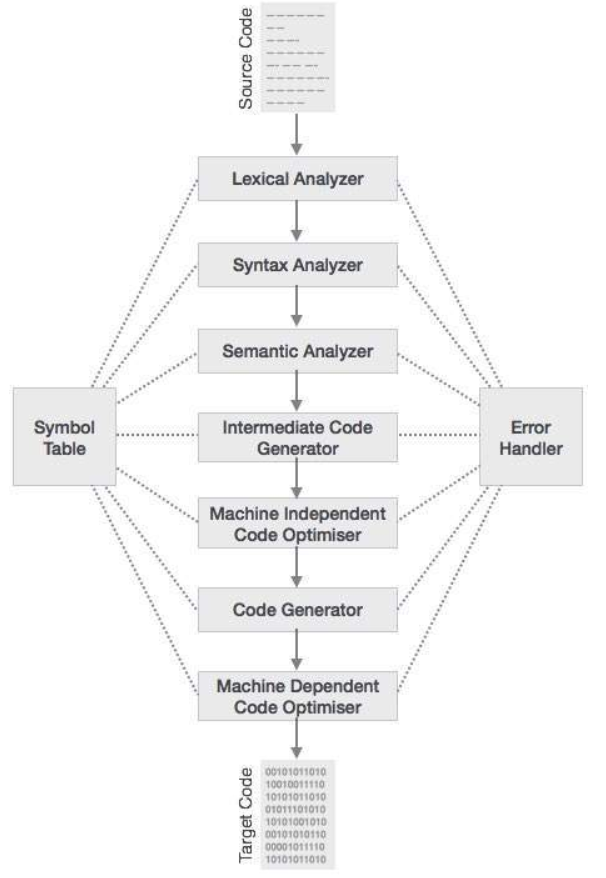 Source Code
Lexical Analyzer
Syntax Analyzer
Semantic Analyzer
Symbol
Table
Intermediate Code
Generator
Error
Handler
Machine Independent
Code Optimiser
Code Generator
Machine Dependent
Code Optimiser
Target Code
00101011010
10010011110
10101011010
01011101010
10101001010
00101010110
00001011110
10101011010